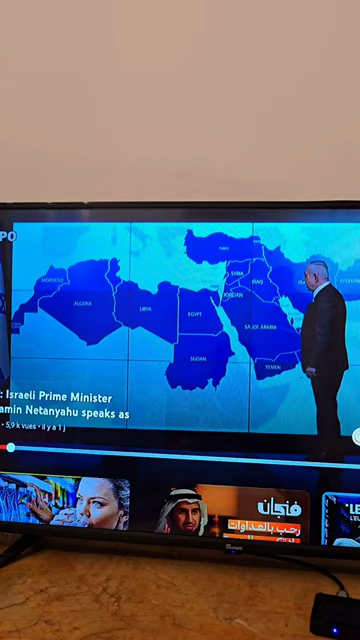 PO
TURKEY
SYRIA
IRAQ
MOROCCO
ALGERIA
LIBYA
EGYPT
JORDAN
SAUDI ARABIA
SUDAN
YEMEN
: Israeli Prime Minister
amin Netanyahu speaks as
• 5,9 k vues • il y a 1 j
فنجان
رحب بالعداوات